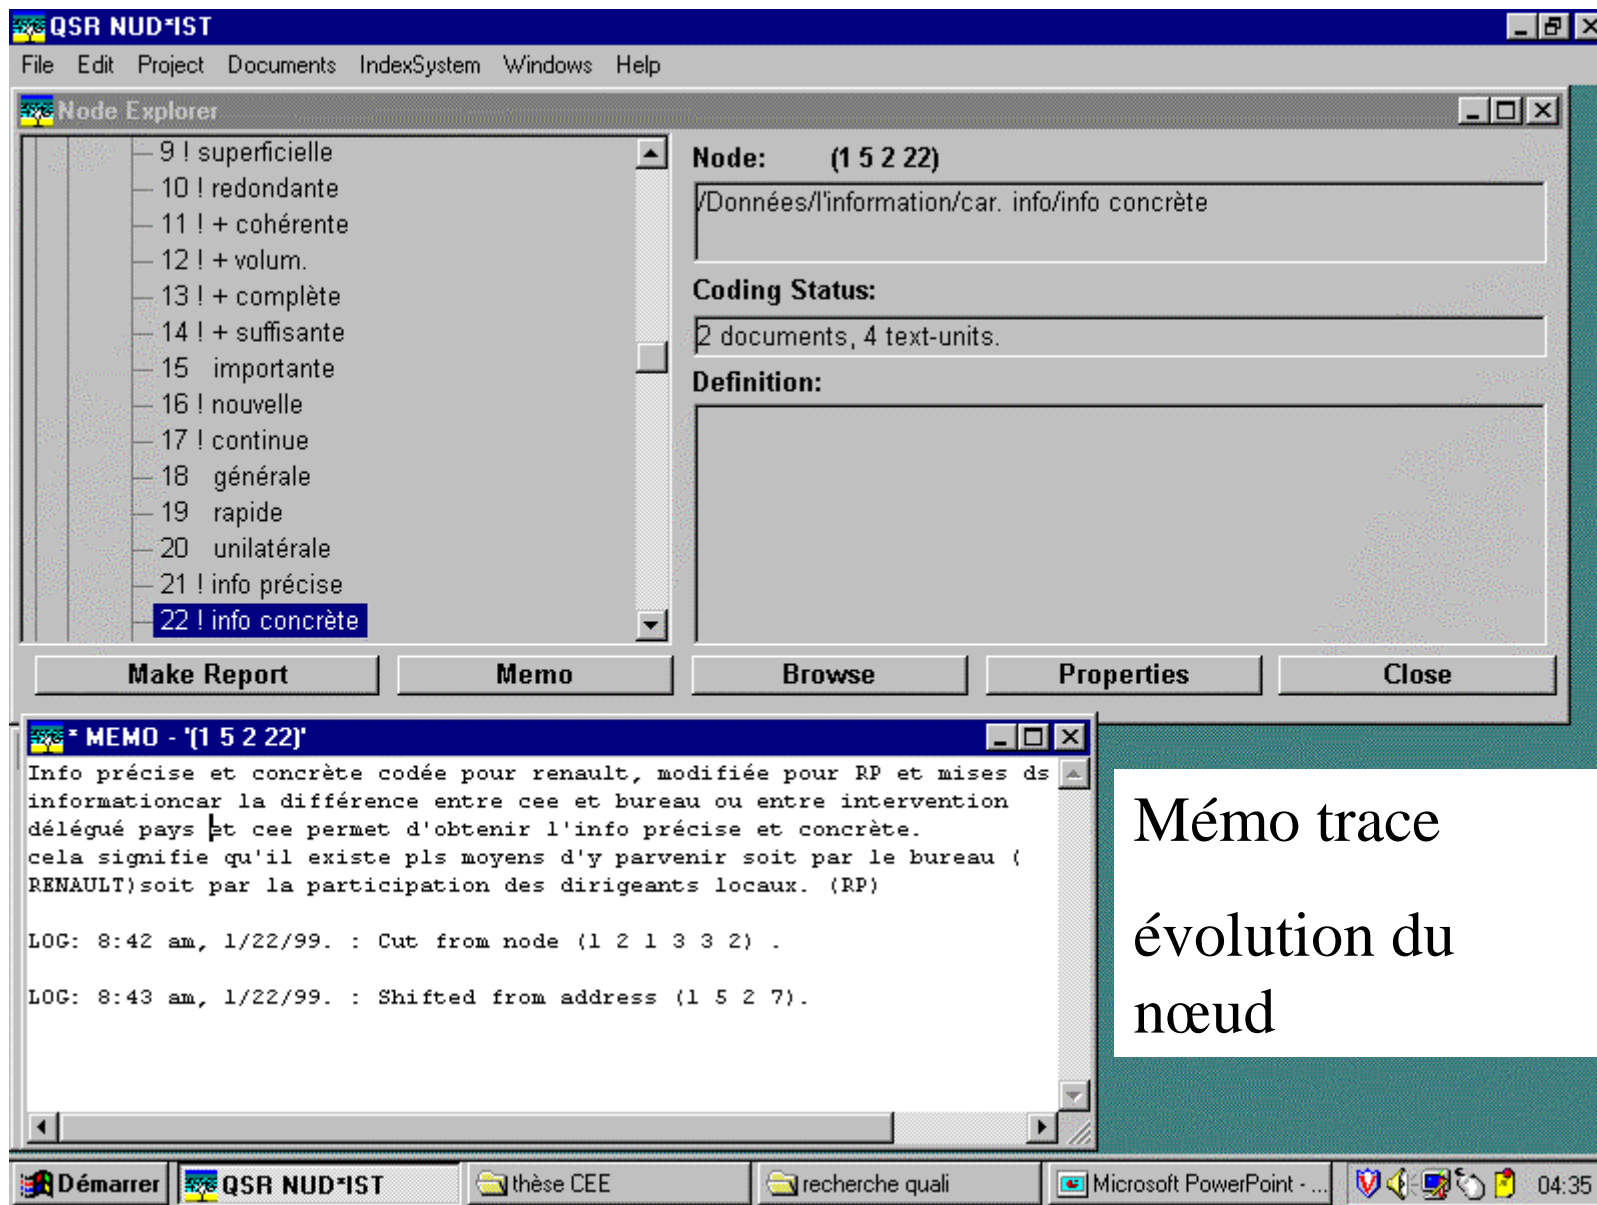 QSR NUD*IST
File Edit Project Documents IndexSystem Windows Help
Node Explorer
9 ! superficielle
10 ! redondante
11 ! + cohérente
12 ! + volum.
13 ! + complète
14 ! + suffisante
15 importante
16 ! nouvelle
17 ! continue
18 générale
19 rapide
20 unilatérale
21 ! info précise
22 ! info concrète
Node: (1 5 2 22)
/Données/l'information/car. info/info concrète
Coding Status:
2 documents, 4 text-units.
Definition:
Make Report Memo Browse Properties Close
* MEMO - '(1 5 2 22)'
Info précise et concrète codée pour renault, modifiée pour RP et mises ds
informationcar la différence entre cee et bureau ou entre intervention
délégué pays et cee permet d'obtenir l'info précise et concrète.
cela signifie qu'il existe pls moyens d'y parvenir soit par le bureau (
RENAULT)soit par la participation des dirigeants locaux. (RP)
LOG: 8:42 am, 1/22/99. : Cut from node (1 2 1 3 3 2) .
LOG: 8:43 am, 1/22/99. : Shifted from address (1 5 2 7).
Mémo trace
évolution du
nœud
Démarrer QSR NUD*IST thèse CEE recherche quali Microsoft PowerPoint - ... 04:35